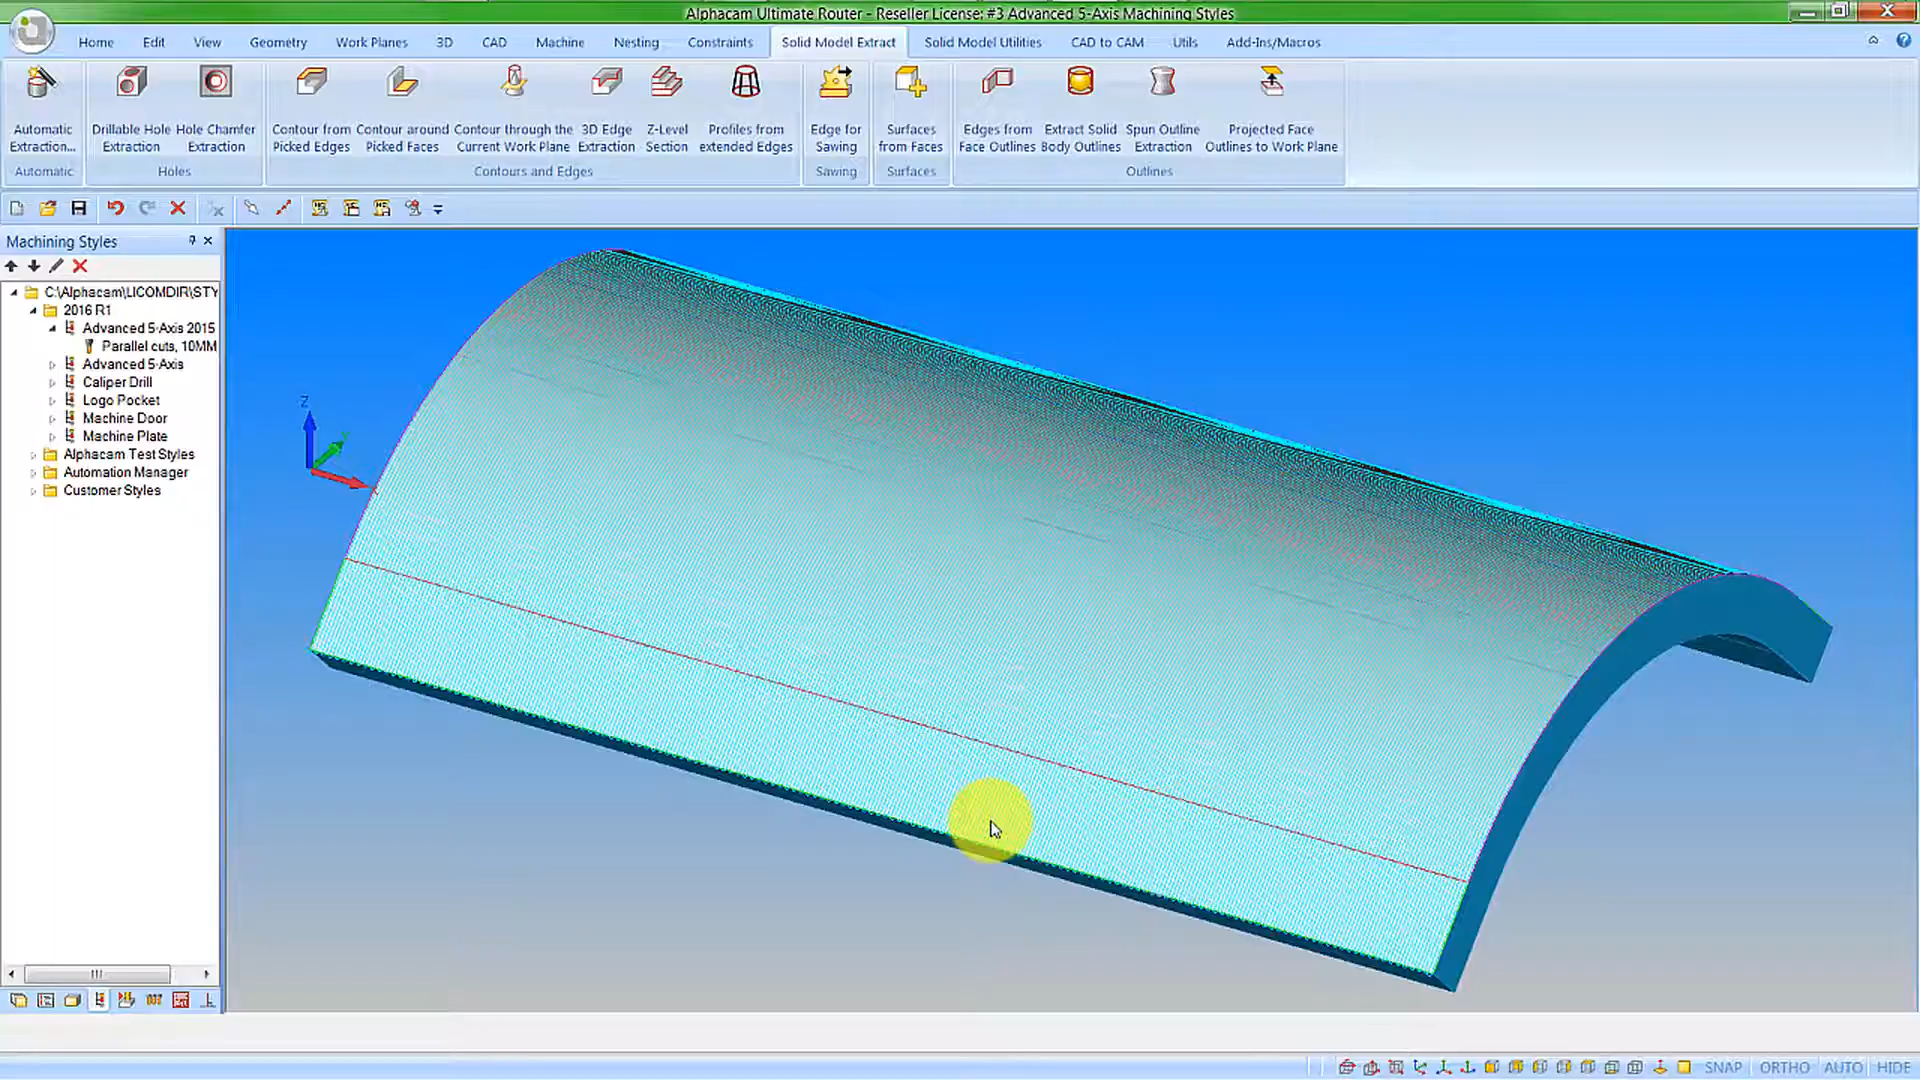 Alphacam Ultimate Router - Reseller License: #3 Advanced 5-Axis Machining Styles
Home Edit View Geometry Work Planes 3D CAD Machine Nesting Constraints Solid Model Extract Solid Model Utilities CAD to CAM Utils Add-Ins/Macros
Automatic Drillable Hole Hole Chamfer Contour from Contour around Contour through the 3D Edge Z-Level Profiles from Edge for Surfaces Edges from Extract Solid Spun Outline Projected Face
Extraction... Extraction Extraction Picked Edges Picked Faces Current Work Plane Extraction Section extended Edges Sawing from Faces Face Outlines Body Outlines Extraction Outlines to Work Plane
Automatic Holes Contours and Edges Sawing Surfaces Outlines
Machining Styles
C:\Alphacam\LICOMDIR\STY
2016 R1
Advanced 5-Axis 2015
Parallel cuts, 10MM
Advanced 5-Axis
Caliper Drill
Logo Pocket
Machine Door
Machine Plate
Alphacam Test Styles
Automation Manager
Customer Styles
Z
SNAP ORTHO AUTO HIDE